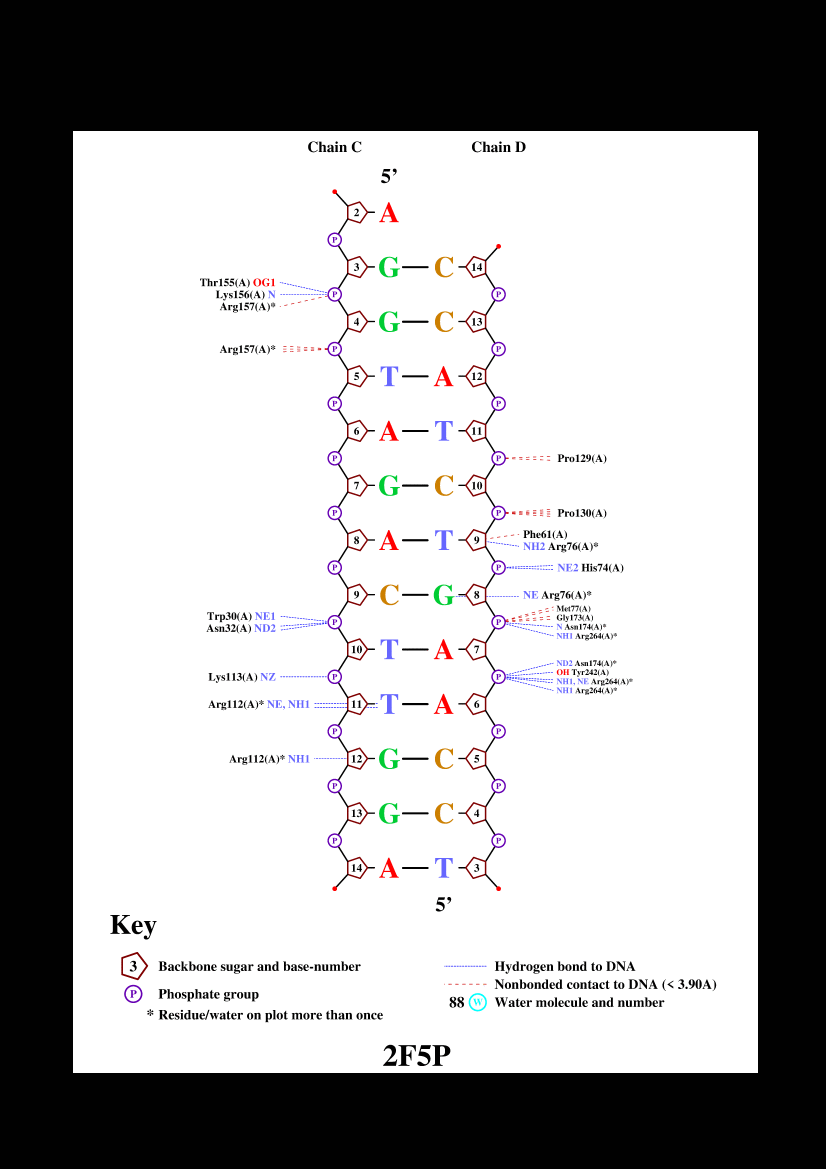 Chain C Chain D
5’
2 A
P
3 G C 14
Thr155(A) OG1
Lys156(A) N P P
Arg157(A)*
4 G C 13
Arg157(A)* P P
5 T A 12
P P
6 A T 11
P P Pro129(A)
7 G C 10
P P Pro130(A)
Phe61(A)
8 A T 9
NH2 Arg76(A)*
P P NE2 His74(A)
9 C G 8 NE Arg76(A)*
Met77(A)
Trp30(A) NE1 Gly173(A)
P P
Asn32(A) ND2 N Asn174(A)*
NH1 Arg264(A)*
10 T A 7
ND2 Asn174(A)*
OH Tyr242(A)
Lys113(A) NZ P P
NH1, NE Arg264(A)*
NH1 Arg264(A)*
Arg112(A)* NE, NH1 11 T A 6
P P
Arg112(A)* NH1 12 G C 5
P P
13 G C 4
P P
14 A T 3
5’
Key
3 Backbone sugar and base-number
P Phosphate group
* Residue/water on plot more than once
Hydrogen bond to DNA
Nonbonded contact to DNA (< 3.90A)
88 W Water molecule and number
2F5P